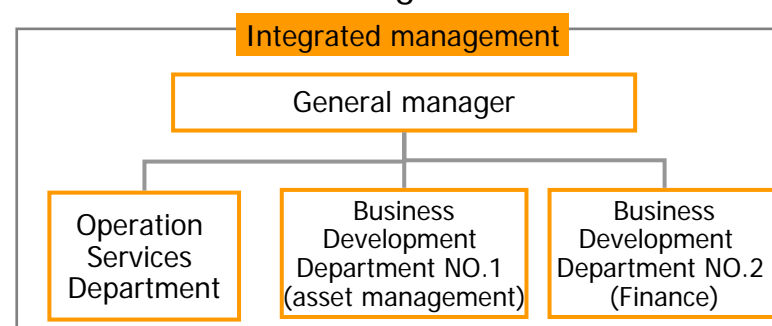 Integrated management
General manager
Operation
Services
Department
Business
Development
Department NO.1
(asset management)
Business
Development
Department NO.2
(Finance)